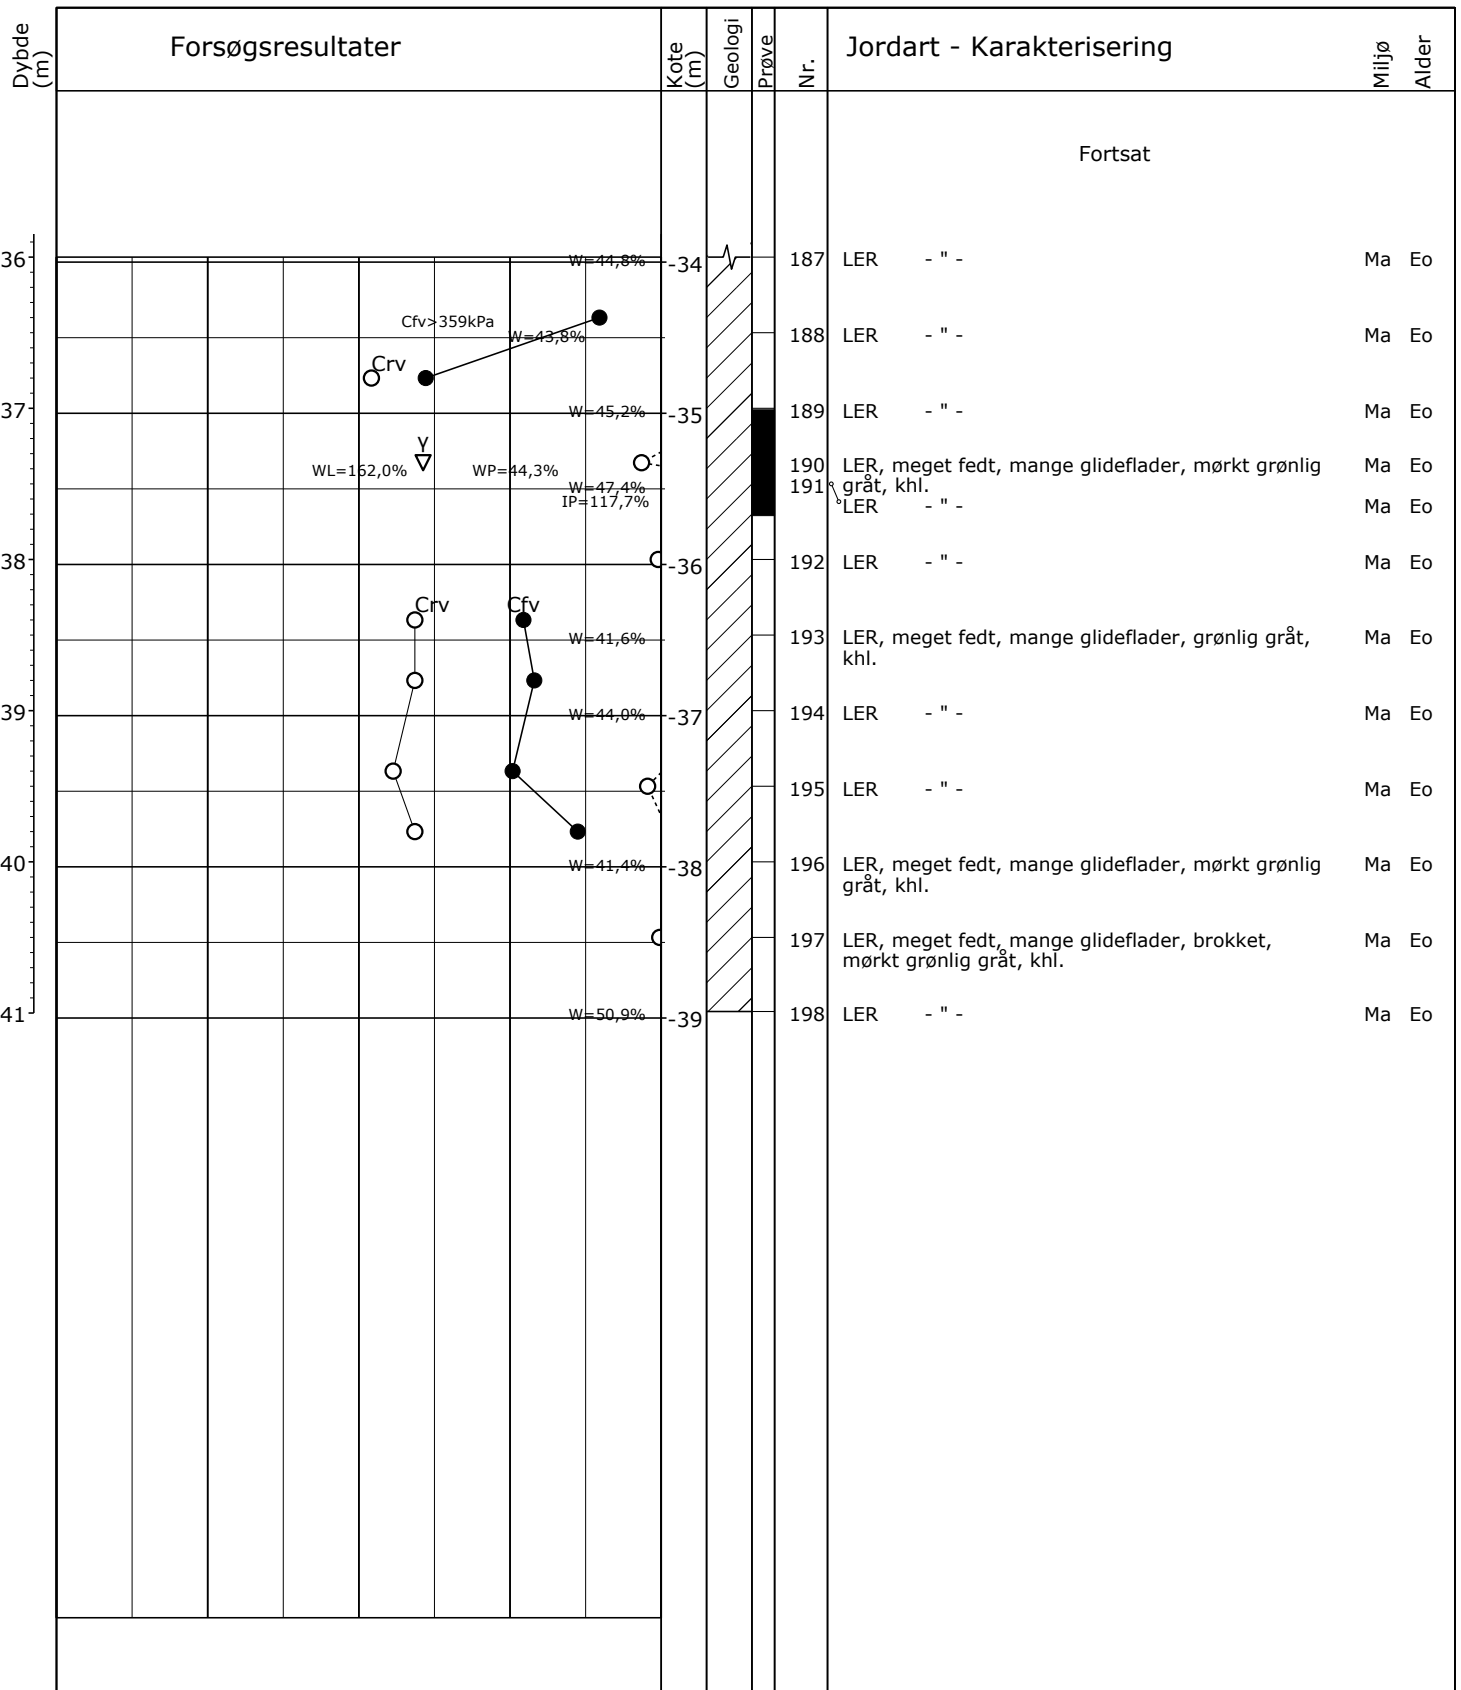 Dybde (m)
Forsøgsresultater
Kote (m)
Geologi
Prøve
Nr.
Jordart - Karakterisering
Miljø
Alder
Fortsat
36 W=44,8% -34 187 LER - " - Ma Eo
Cfv>359kPa
W=43,8% 188 LER - " - Ma Eo
Crv
37 W=45,2% -35 189 LER - " - Ma Eo
γ
WL=162,0% WP=44,3% 190 LER, meget fedt, mange glideflader, mørkt grønlig Ma Eo
W=47,4% 191 gråt, khl.
IP=117,7% LER - " - Ma Eo
38 -36 192 LER - " - Ma Eo
Crv Cfv
W=41,6% 193 LER, meget fedt, mange glideflader, grønlig gråt, Ma Eo
khl.
39 W=44,0% -37 194 LER - " - Ma Eo
195 LER - " - Ma Eo
40 W=41,4% -38 196 LER, meget fedt, mange glideflader, mørkt grønlig Ma Eo
gråt, khl.
197 LER, meget fedt, mange glideflader, brokket, Ma Eo
mørkt grønlig gråt, khl.
41 W=50,9% -39 198 LER - " - Ma Eo